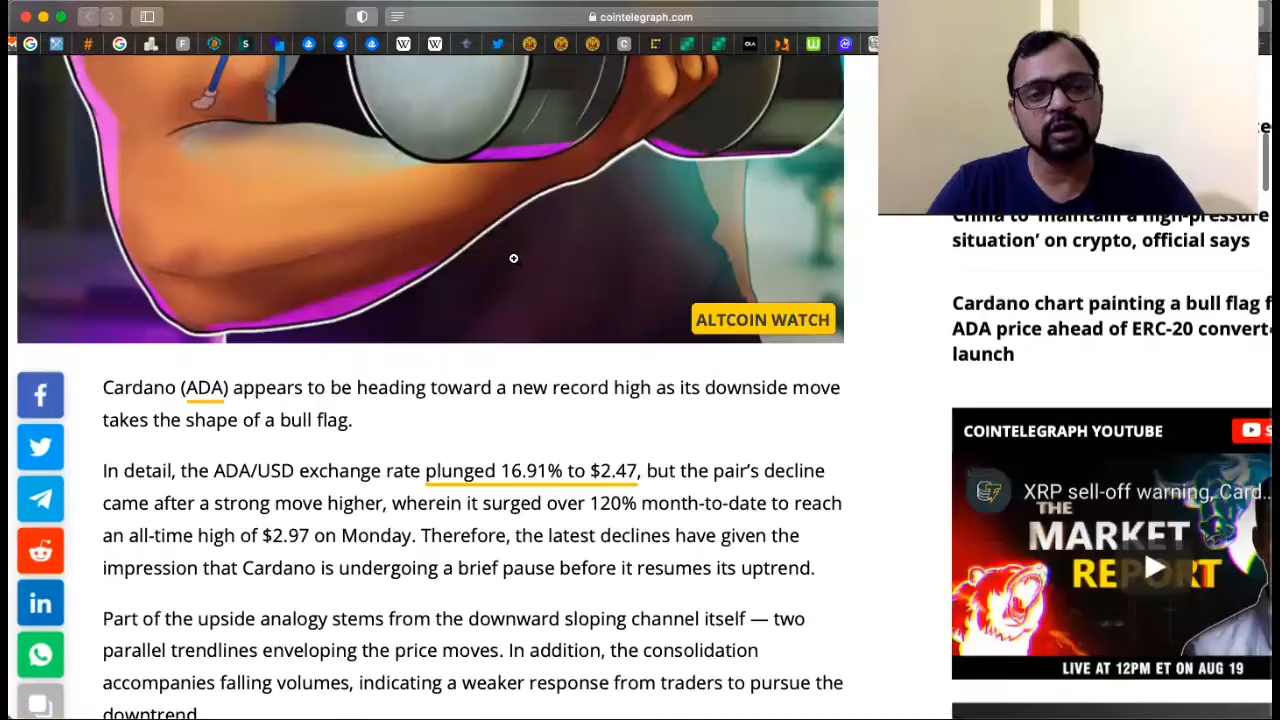 cointelegraph.com
ALTCOIN WATCH
Cardano (ADA) appears to be heading toward a new record high as its downside move
takes the shape of a bull flag.
In detail, the ADA/USD exchange rate plunged 16.91% to $2.47, but the pair’s decline
came after a strong move higher, wherein it surged over 120% month-to-date to reach
an all-time high of $2.97 on Monday. Therefore, the latest declines have given the
impression that Cardano is undergoing a brief pause before it resumes its uptrend.
Part of the upside analogy stems from the downward sloping channel itself — two
parallel trendlines enveloping the price moves. In addition, the consolidation
accompanies falling volumes, indicating a weaker response from traders to pursue the
downtrend.
China to ‘maintain a high-pressure
situation’ on crypto, official says
Cardano chart painting a bull flag f
ADA price ahead of ERC-20 convert
launch
COINTELEGRAPH YOUTUBE
XRP sell-off warning, Card...
THE
MARKET
REPORT
LIVE AT 12PM ET ON AUG 19